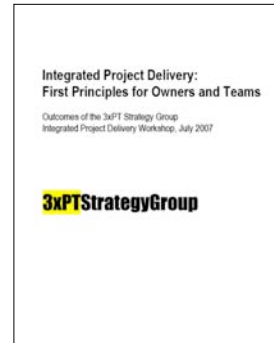 Integrated Project Delivery:
First Principles for Owners and Teams
Outcomes of the 3xPT Strategy Group
Integrated Project Delivery Workshop, July 2007
3xPTStrategyGroup